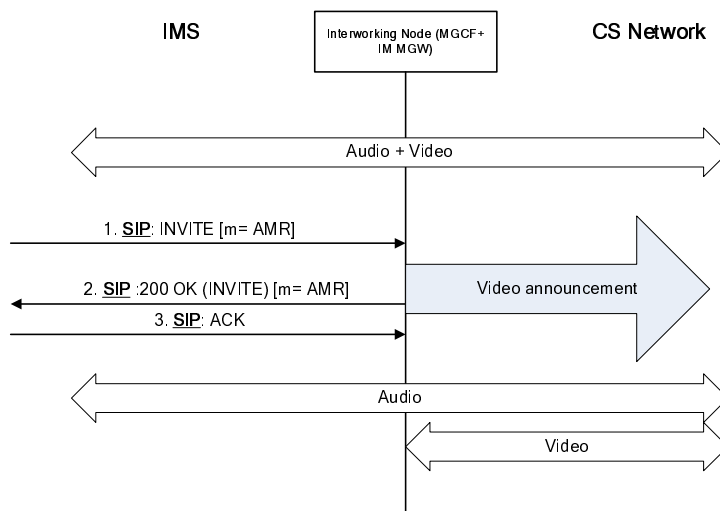 IMS
Interworking Node (MGCF+
IM MGW)
CS Network
Audio + Video
1. SIP: INVITE [m= AMR]
2. SIP :200 OK (INVITE) [m= AMR]
Video announcement
3. SIP: ACK
Audio
Video